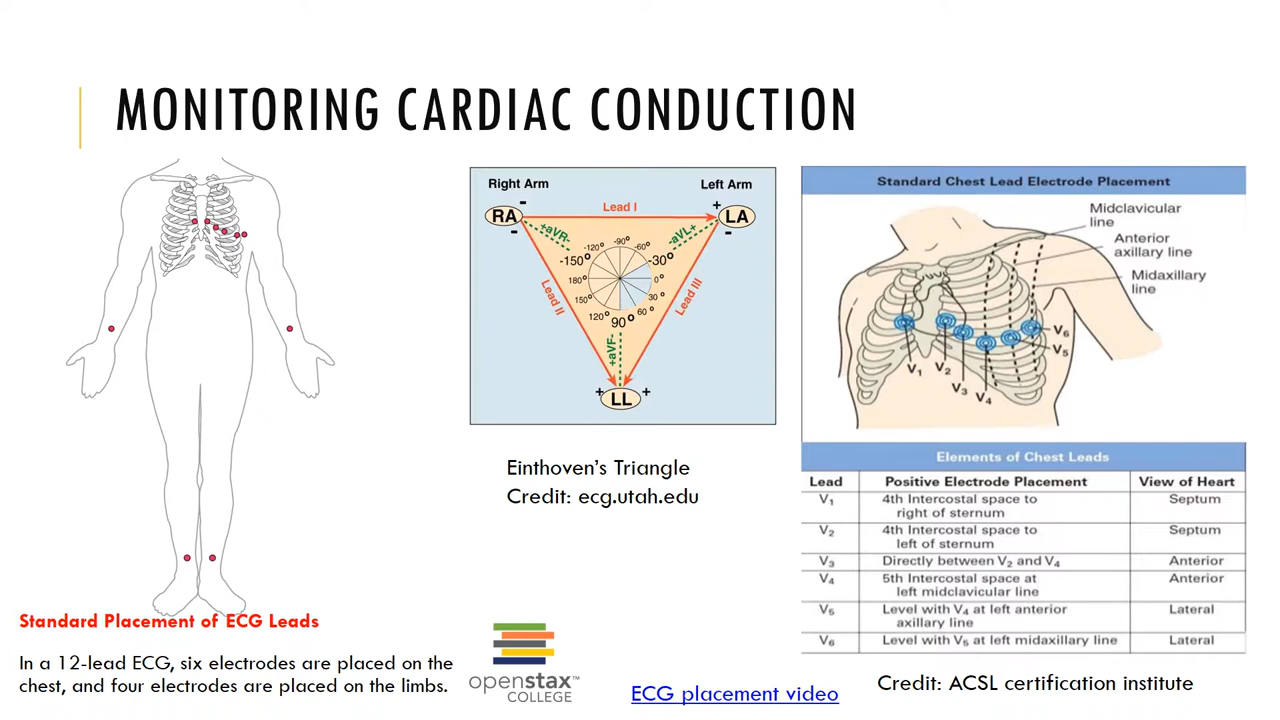 MONITORING CARDIAC CONDUCTION
Standard Placement of ECG Leads
In a 12-lead ECG, six electrodes are placed on the
chest, and four electrodes are placed on the limbs.
Right Arm
Left Arm
- +
RA Lead I LA
- -
+aVR- -aVL+
-120° -90° -60°
-150° -30°
180° 0°
150° 30°
120° 90° 60°
Lead II Lead III
+aVF-
+ LL +
Einthoven's Triangle
Credit: ecg.utah.edu
openstax™
COLLEGE
ECG placement video
Standard Chest Lead Electrode Placement
Midclavicular
line
Anterior
axillary line
Midaxillary
line
V6
V5
V1
V2
V3
V4
Elements of Chest Leads
Lead Positive Electrode Placement View of Heart
V1 4th Intercostal space to Septum
right of sternum
V2 4th Intercostal space to Septum
left of sternum
V3 Directly between V2 and V4 Anterior
V4 5th Intercostal space at Anterior
left midclavicular line
V5 Level with V4 at left anterior Lateral
axillary line
V6 Level with V5 at left midaxillary line Lateral
Credit: ACSL certification institute